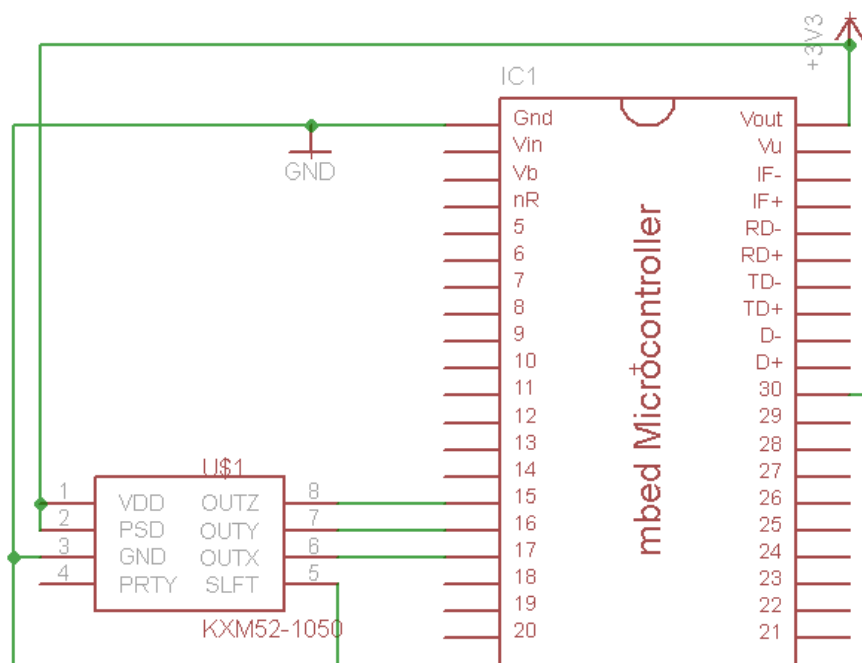 +3V3
IC1
Gnd Vout
Vin Vu
GND Vb IF-
nR IF+
5 RD-
6 RD+
7 TD-
8 TD+
9 D-
10 D+
11 30
12 29
13 28
14 27
U$1
1 VDD OUTZ 8 15 26
2 PSD OUTY 7 16 25
3 GND OUTX 6 17 24
4 PRTY SLFT 5 18 23
19 22
KXM52-1050 20 21
mbed Microcontroller